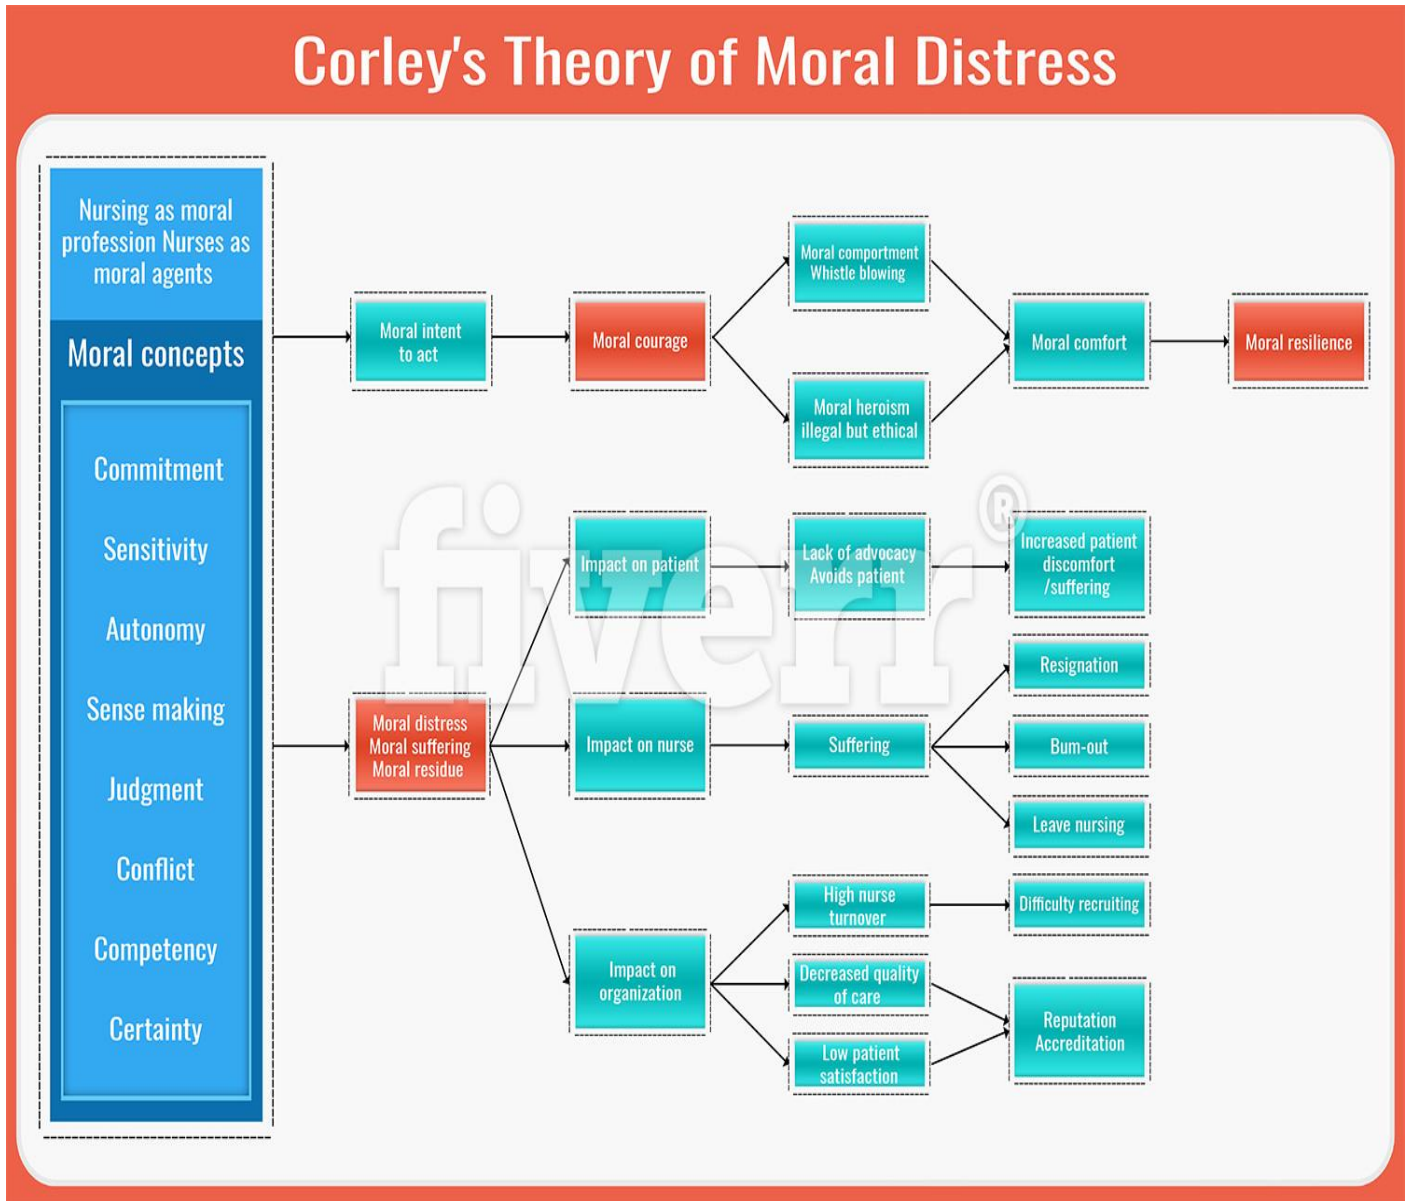 Corley's Theory of Moral Distress
Nursing as moral
profession Nurses as
moral agents
Moral concepts
Commitment
Sensitivity
Autonomy
Sense making
Judgment
Conflict
Competency
Certainty
Moral intent
to act
Moral courage
Moral comportment
Whistle blowing
Moral heroism
illegal but ethical
Moral comfort
Moral resilience
Moral distress
Moral suffering
Moral residue
Impact on patient
Lack of advocacy
Avoids patient
Increased patient
discomfort
/suffering
Impact on nurse
Suffering
Resignation
Bum-out
Leave nursing
Impact on
organization
High nurse
turnover
Difficulty recruiting
Decreased quality
of care
Low patient
satisfaction
Reputation
Accreditation
fiverr®